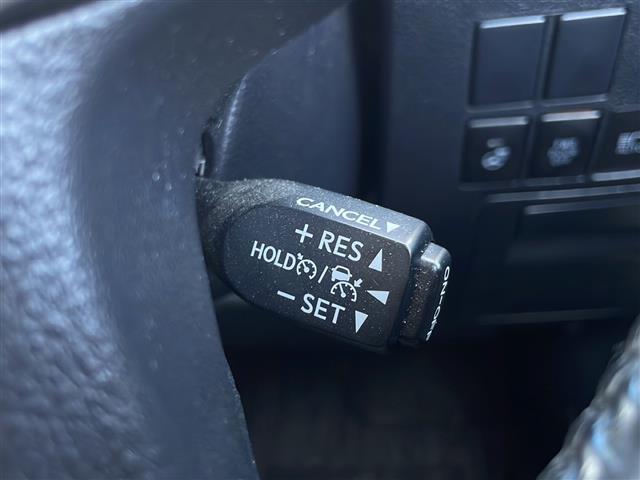 CANCEL▼
+ RES ▲
HOLD /
− SET ▼
ON-OFF